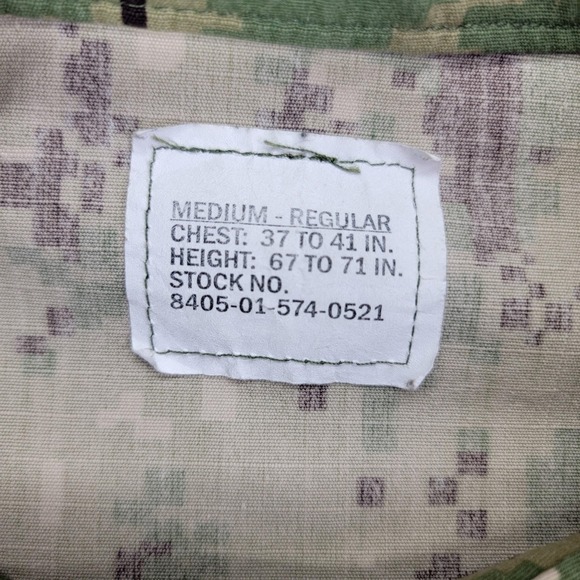 MEDIUM - REGULAR
CHEST: 37 TO 41 IN.
HEIGHT: 67 TO 71 IN.
STOCK NO.
8405-01-574-0521